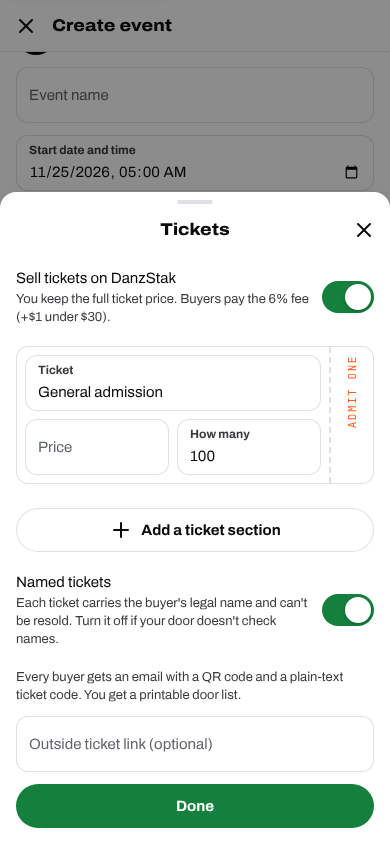 Create event
Event name
Start date and time
11/25/2026, 05:00 AM
Tickets
Sell tickets on DanzStak
You keep the full ticket price. Buyers pay the 6% fee
(+$1 under $30).
Ticket
General admission
ADMIT ONE
Price
How many
100
Add a ticket section
Named tickets
Each ticket carries the buyer's legal name and can't
be resold. Turn it off if your door doesn't check
names.
Every buyer gets an email with a QR code and a plain-text
ticket code. You get a printable door list.
Outside ticket link (optional)
Done